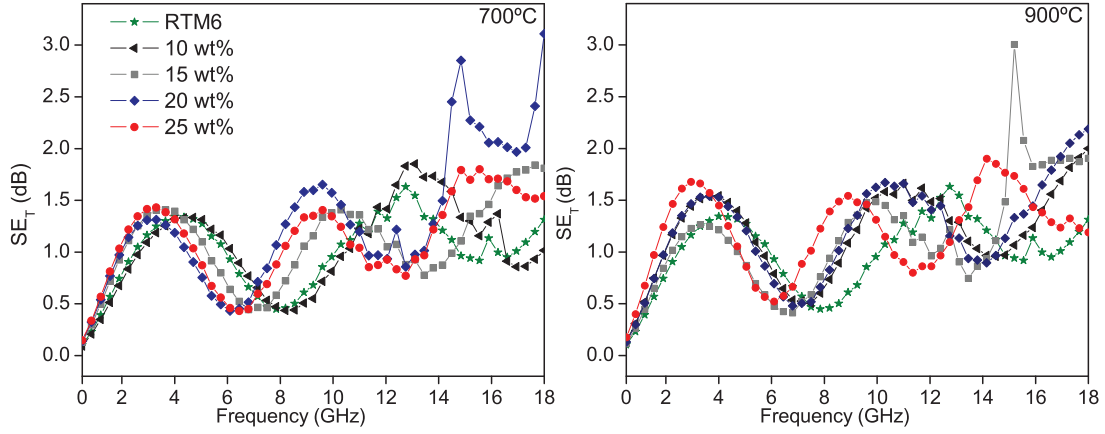 700ºC
RTM6
10 wt%
15 wt%
20 wt%
25 wt%
3.0
2.5
2.0
1.5
1.0
0.5
0.0
SE_T (dB)
0 2 4 6 8 10 12 14 16 18
Frequency (GHz)
900ºC
3.0
2.5
2.0
1.5
1.0
0.5
0.0
SE_T (dB)
0 2 4 6 8 10 12 14 16 18
Frequency (GHz)